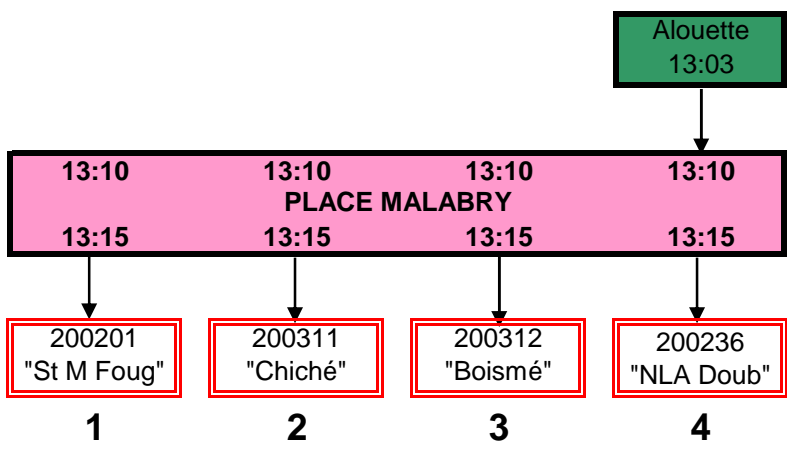 Alouette
13:03
13:10 13:10 13:10 13:10
PLACE MALABRY
13:15 13:15 13:15 13:15
200201 200311 200312 200236
"St M Foug" "Chiché" "Boismé" "NLA Doub"
1 2 3 4